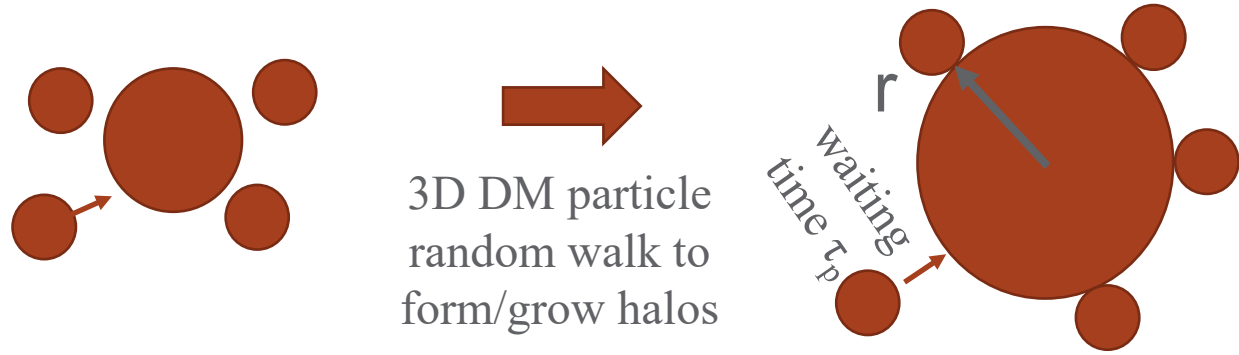 3D DM particle
random walk to
form/grow halos
r
waiting
time τp